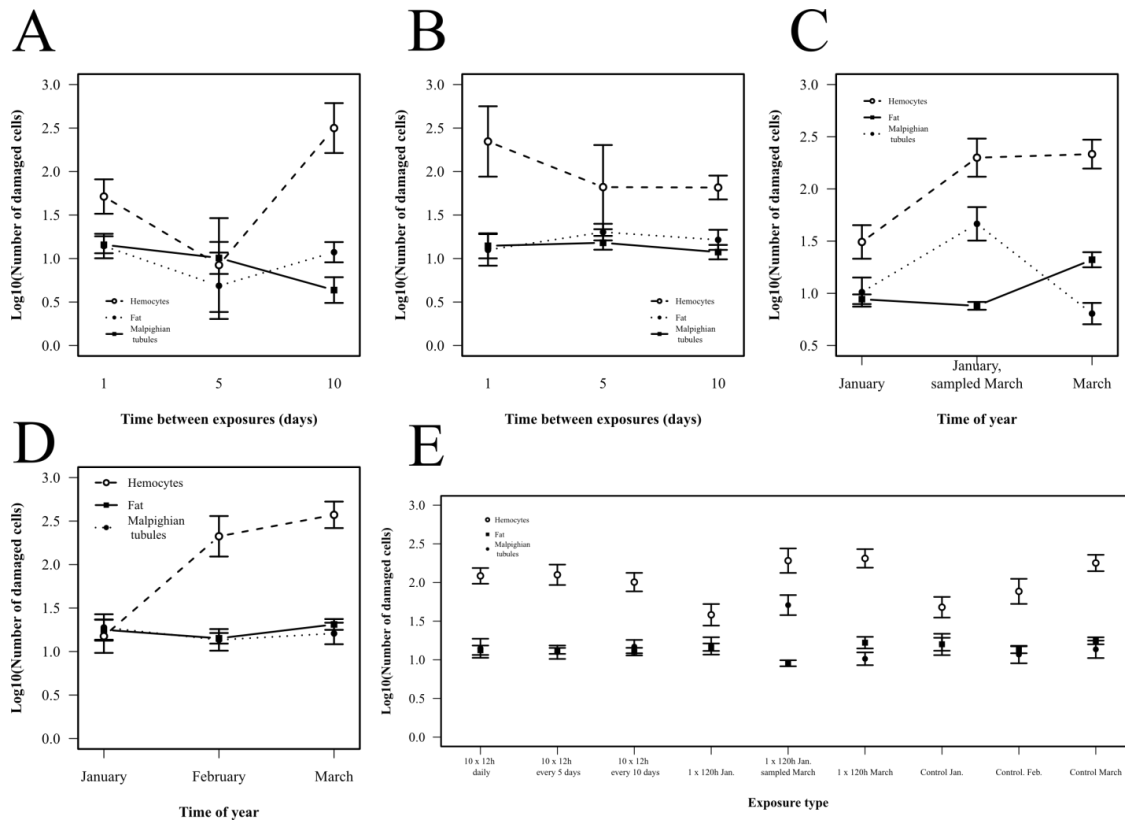 A
Log10(Number of damaged cells)
3.0
2.5
2.0
1.5
1.0
0.5
0.0
Hemocytes
Fat
Malpighian
tubules
1 5 10
Time between exposures (days)
B
Log10(Number of damaged cells)
3.0
2.5
2.0
1.5
1.0
0.5
0.0
Hemocytes
Fat
Malpighian
tubules
1 5 10
Time between exposures (days)
C
Log10(Number of damaged cells)
3.0
2.5
2.0
1.5
1.0
0.5
Hemocytes
Fat
Malpighian
tubules
January January, March
sampled March
Time of year
D
Log10(Number of damaged cells)
3.0
2.5
2.0
1.5
1.0
0.5
0.0
Hemocytes
Fat
Malpighian
tubules
January February March
Time of year
E
Log10(Number of damaged cells)
3.0
2.5
2.0
1.5
1.0
0.5
0.0
Hemocytes
Fat
Malpighian
tubules
10 x 12h
daily
10 x 12h
every 5 days
10 x 12h
every 10 days
1 x 120h Jan.
1 x 120h Jan.
sampled March
1 x 120h March
Control Jan.
Control. Feb.
Control March
Exposure type